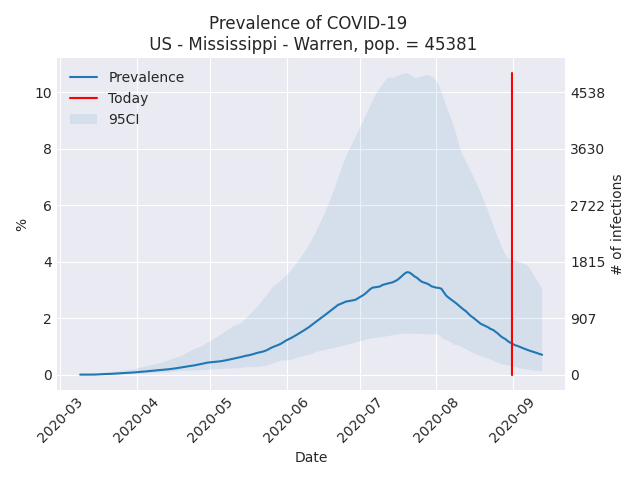 Prevalence of COVID-19
US - Mississippi - Warren, pop. = 45381
Prevalence
Today
95CI
%
10
8
6
4
2
0
4538
3630
2722
1815
907
0
# of infections
2020-03
2020-04
2020-05
2020-06
2020-07
2020-08
2020-09
Date